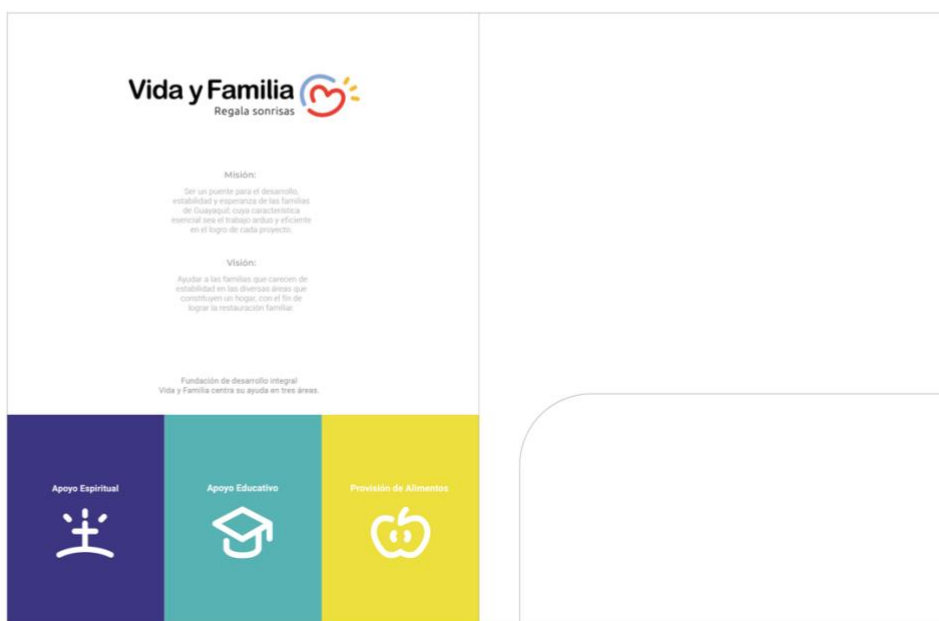 Vida y Familia
Regala sonrisas
Misión:
Ser un puente para el desarrollo,
estabilidad y esperanza de las familias
de Guayaquil, cuya característica
esencial sea el trabajo arduo y eficiente
en el logro de cada proyecto.
Visión:
Ayudar a las familias que carecen de
estabilidad en las diversas áreas que
constituyen un hogar, con el fin de
lograr la restauración familiar.
Fundación de desarrollo integral
Vida y Familia centra su ayuda en tres áreas.
Apoyo Espiritual
Apoyo Educativo
Provisión de Alimentos